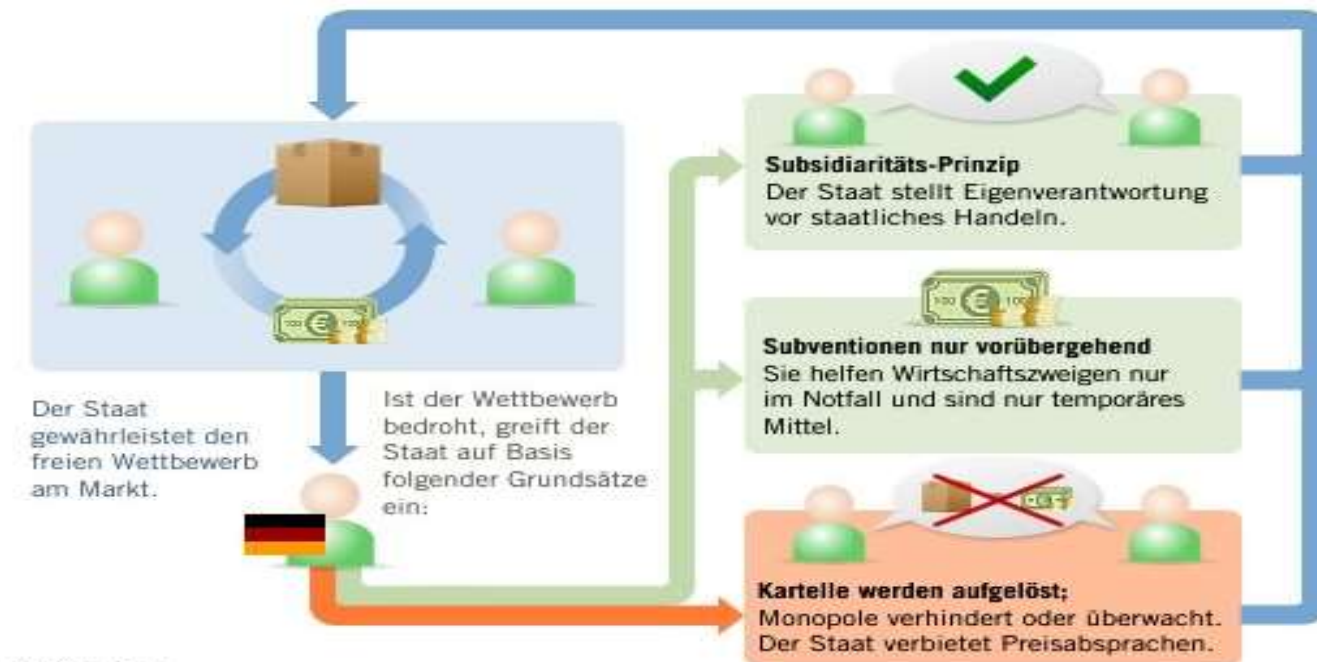 Subsidiaritäts-Prinzip
Der Staat stellt Eigenverantwortung
vor staatliches Handeln.
Subventionen nur vorübergehend
Sie helfen Wirtschaftszweigen nur
im Notfall und sind nur temporäres
Mittel.
Der Staat
gewährleistet den
freien Wettbewerb
am Markt.
Ist der Wettbewerb
bedroht, greift der
Staat auf Basis
folgender Grundsätze
ein:
Kartelle werden aufgelöst;
Monopole verhindert oder überwacht.
Der Staat verbietet Preisabsprachen.